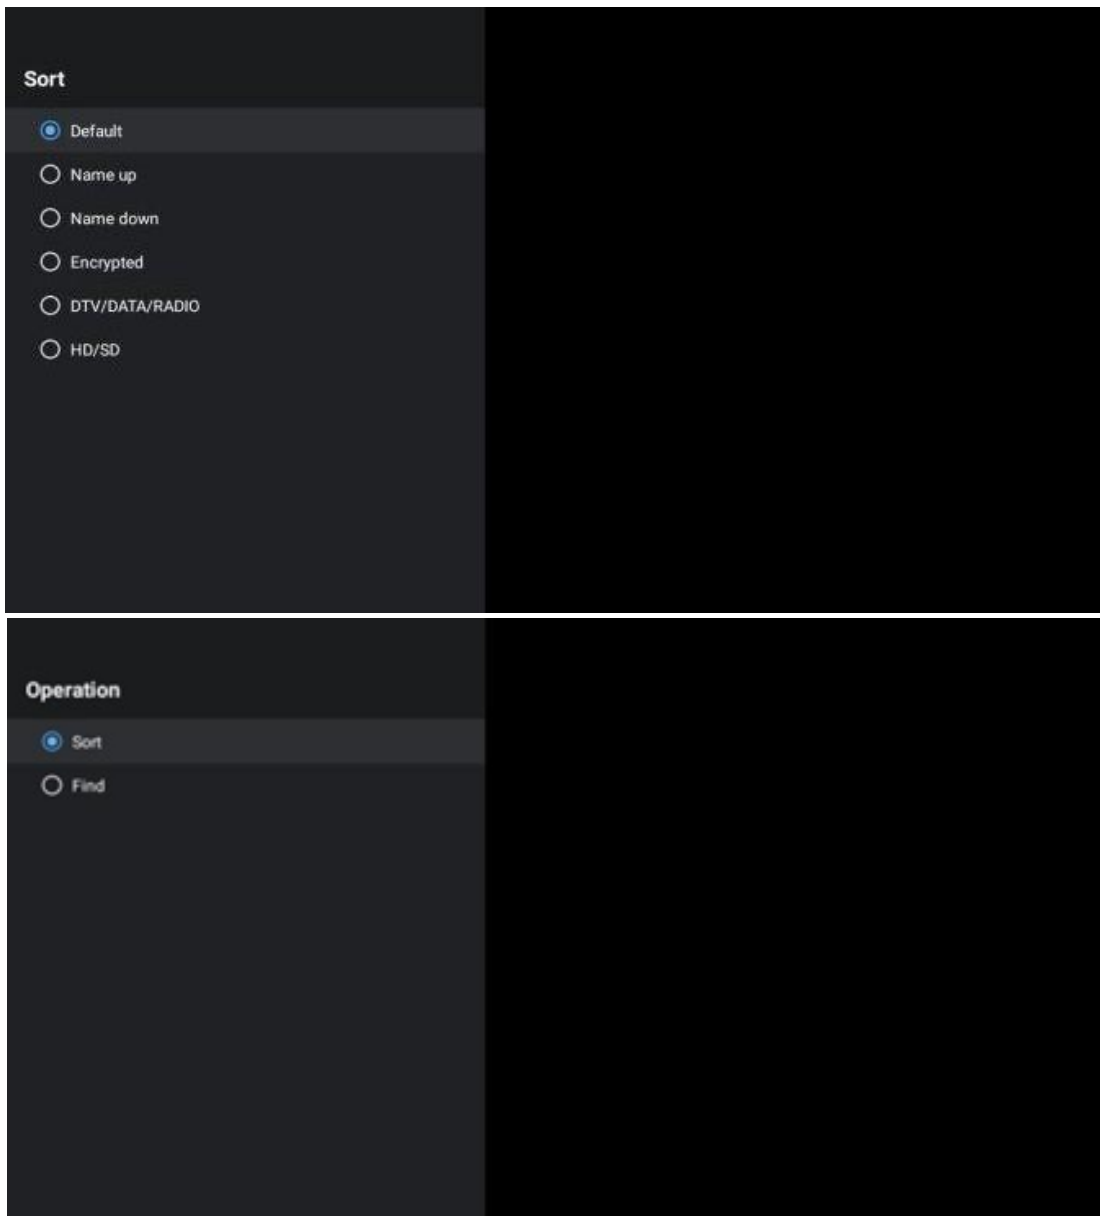 Sort
Default
Name up
Name down
Encrypted
DTV/DATA/RADIO
HD/SD
Operation
Sort
Find